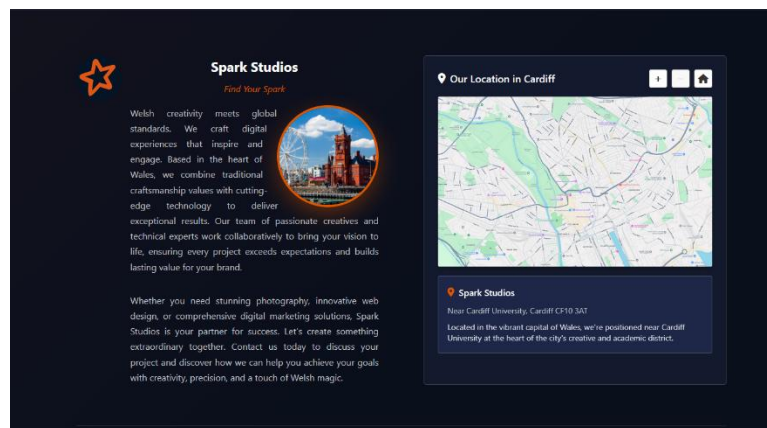 Spark Studios
Find Your Spark
Welsh creativity meets global
standards. We craft digital
experiences that inspire and
engage. Based in the heart of
Wales, we combine traditional
craftsmanship values with cutting-
edge technology to deliver
exceptional results. Our team of passionate creatives and
technical experts work collaboratively to bring your vision to
life, ensuring every project exceeds expectations and builds
lasting value for your brand.
Whether you need stunning photography, innovative web
design, or comprehensive digital marketing solutions, Spark
Studios is your partner for success. Let's create something
extraordinary together. Contact us today to discuss your
project and discover how we can help you achieve your goals
with creativity, precision, and a touch of Welsh magic.
Our Location in Cardiff
+
Spark Studios
Near Cardiff University, Cardiff CF10 3AT
Located in the vibrant capital of Wales, we're positioned near Cardiff
University at the heart of the city's creative and academic district.